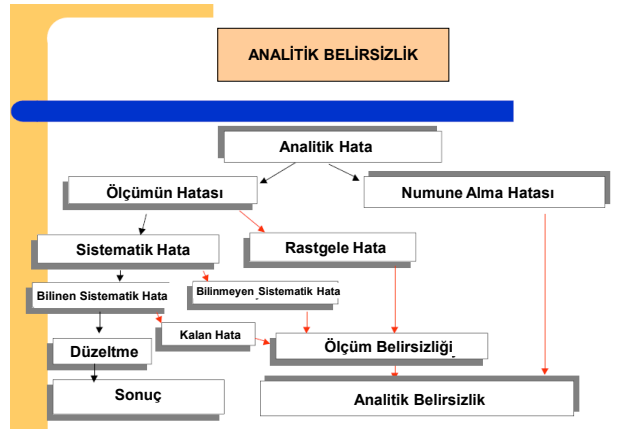 ANALİTİK BELİRSİZLİK
Analitik Hata
Ölçümün Hatası
Numune Alma Hatası
Sistematik Hata
Rastgele Hata
Bilinen Sistematik Hata
Bilinmeyen Sistematik Hata
Kalan Hata
Düzeltme
Ölçüm Belirsizliği
Sonuç
Analitik Belirsizlik